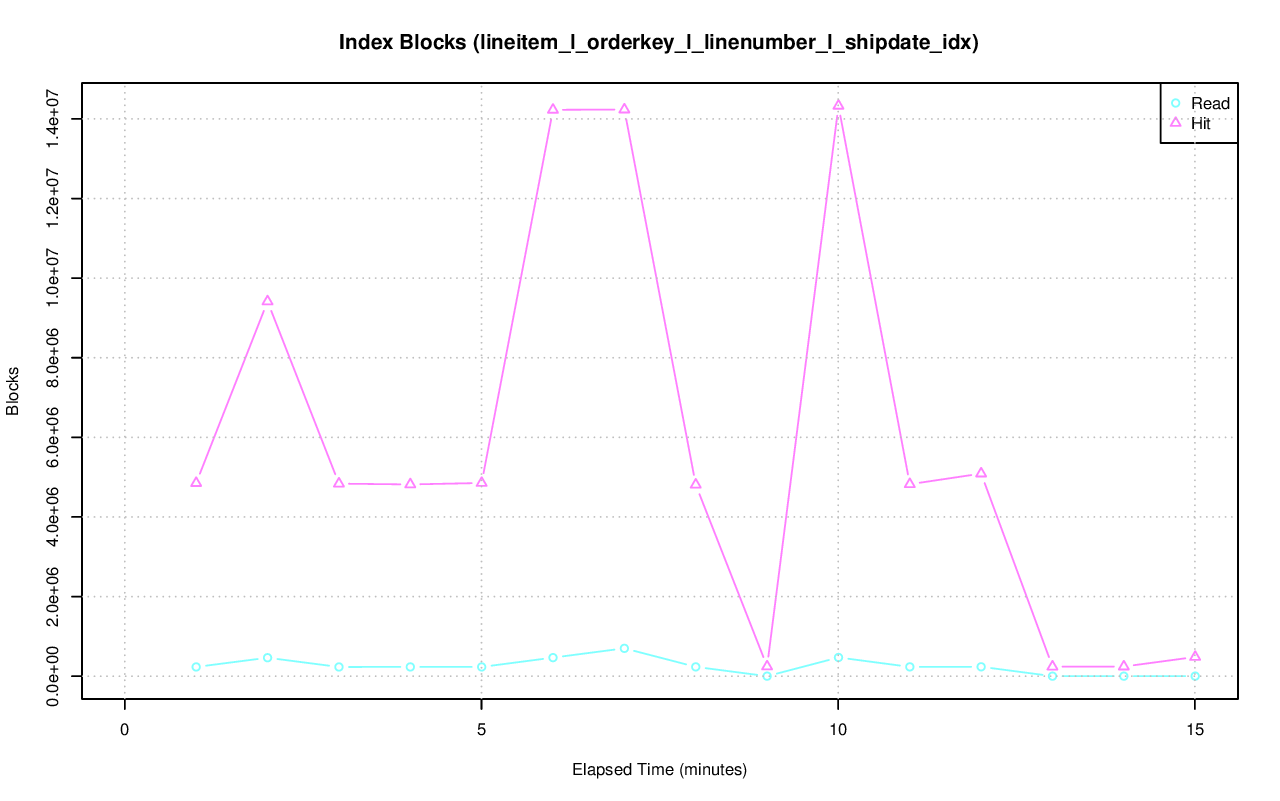 Index Blocks (lineitem_l_orderkey_l_linenumber_l_shipdate_idx)
Read
Hit
Blocks
1.4e+07
1.2e+07
1.0e+07
8.0e+06
6.0e+06
4.0e+06
2.0e+06
0.0e+00
0 5 10 15
Elapsed Time (minutes)